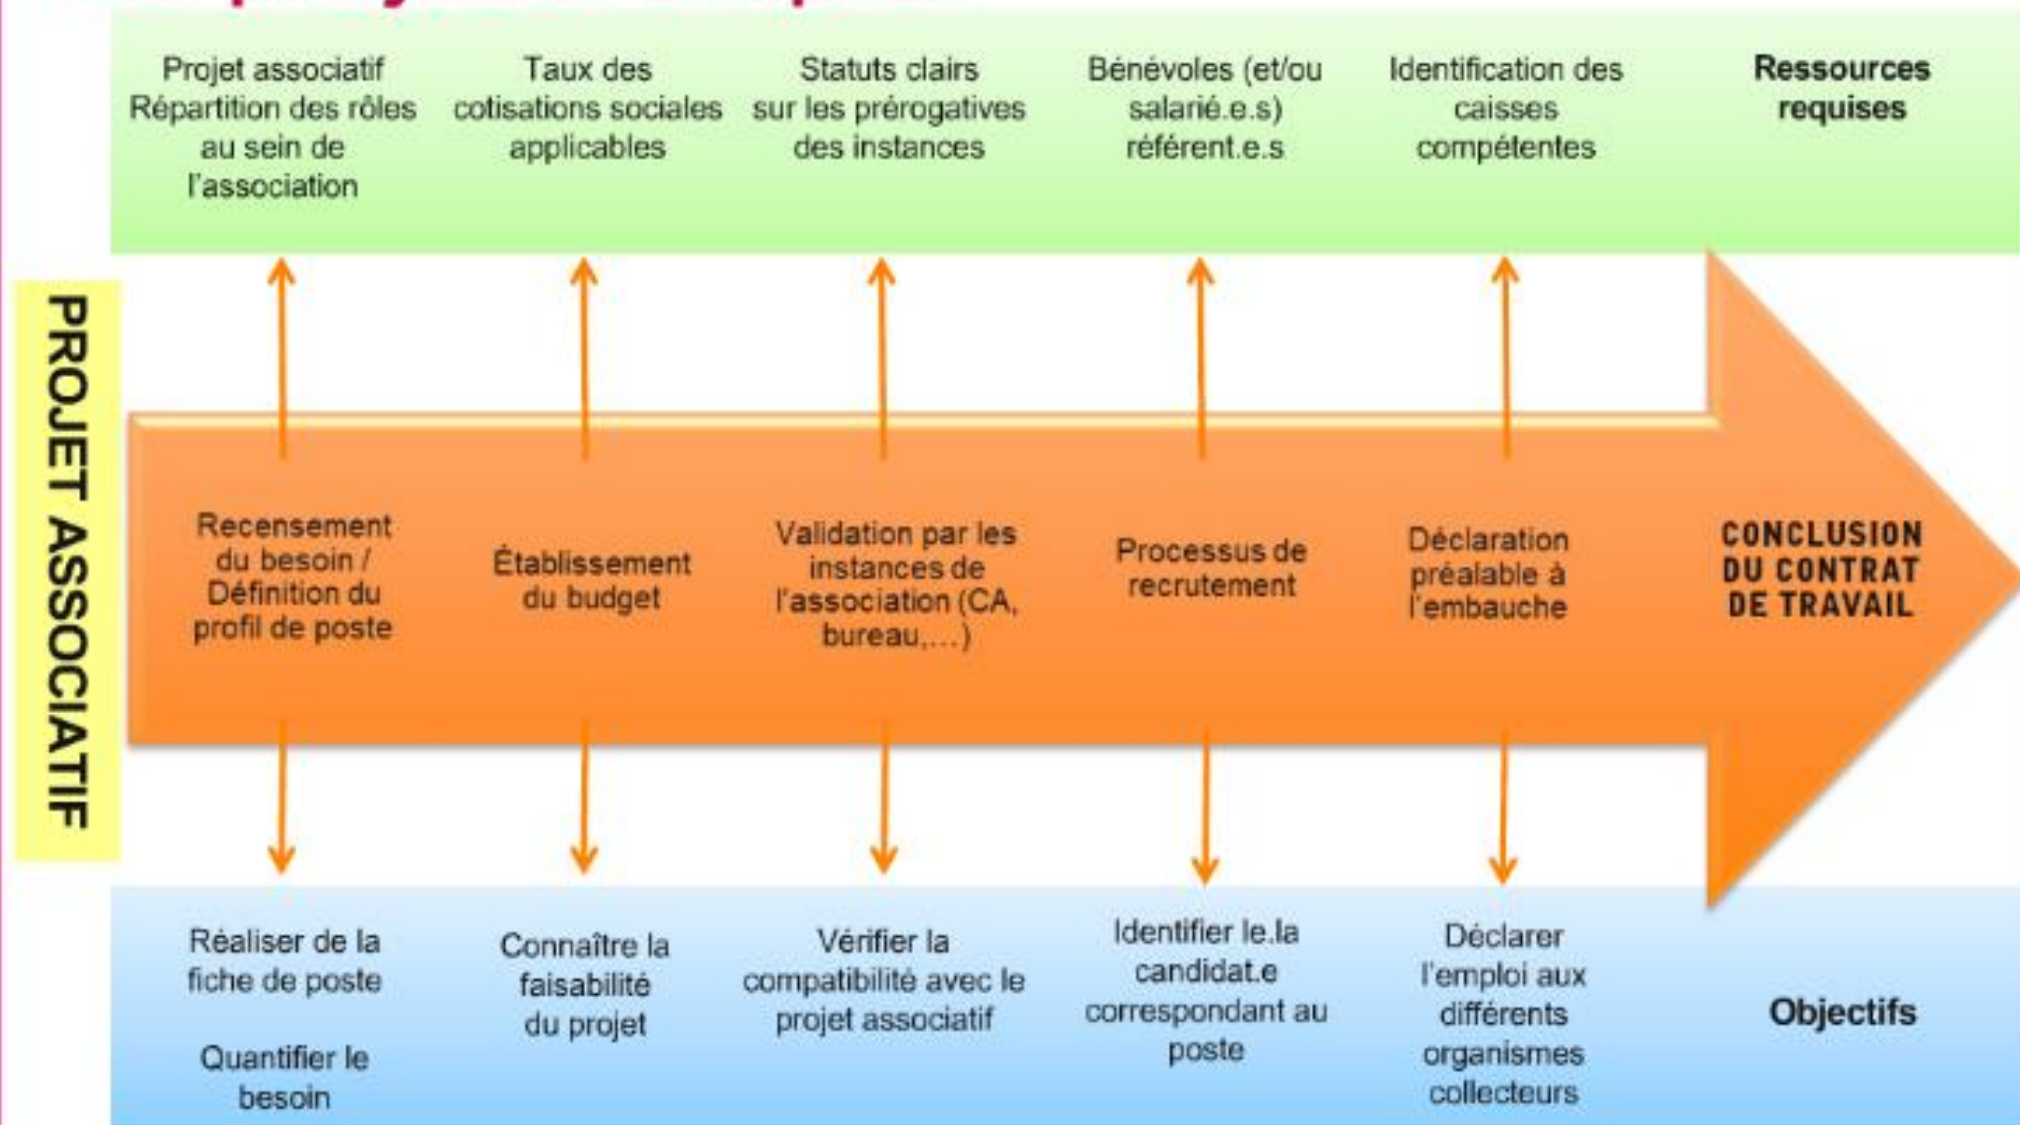 Projet associatif
Répartition des rôles
au sein de
l'association
Taux des
cotisations sociales
applicables
Statuts clairs
sur les prérogatives
des instances
Bénévoles (et/ou
salarié.e.s)
référent.e.s
Identification des
caisses
compétentes
Ressources
requises
PROJET ASSOCIATIF
Recensement
du besoin /
Définition du
profil de poste
Établissement
du budget
Validation par les
instances de
l'association (CA,
bureau,...)
Processus de
recrutement
Déclaration
préalable à
l'embauche
CONCLUSION
DU CONTRAT
DE TRAVAIL
Réaliser de la
fiche de poste
Quantifier le
besoin
Connaître la
faisabilité
du projet
Vérifier la
compatibilité avec le
projet associatif
Identifier le.la
candidat.e
correspondant au
poste
Déclarer
l'emploi aux
différents
organismes
collecteurs
Objectifs